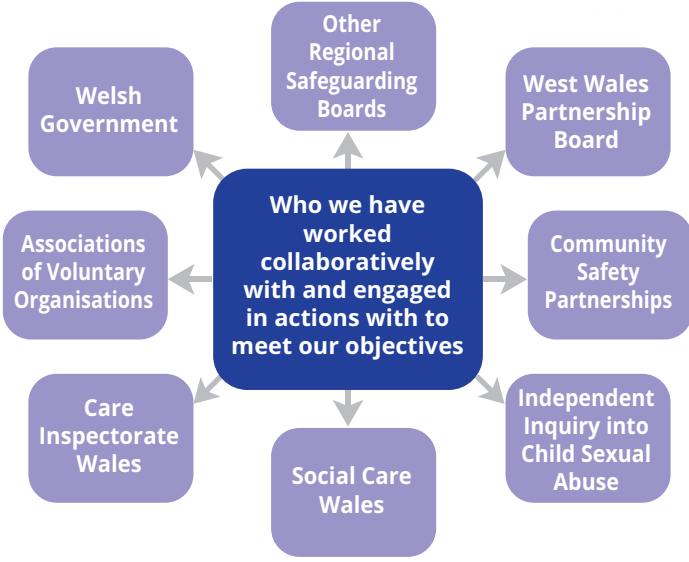 Other
Regional
Safeguarding
Boards
Welsh
Government
West Wales
Partnership
Board
Who we have
worked
collaboratively
with and engaged
in actions with to
meet our objectives
Associations
of Voluntary
Organisations
Community
Safety
Partnerships
Care
Inspectorate
Wales
Social Care
Wales
Independent
Inquiry into
Child Sexual
Abuse